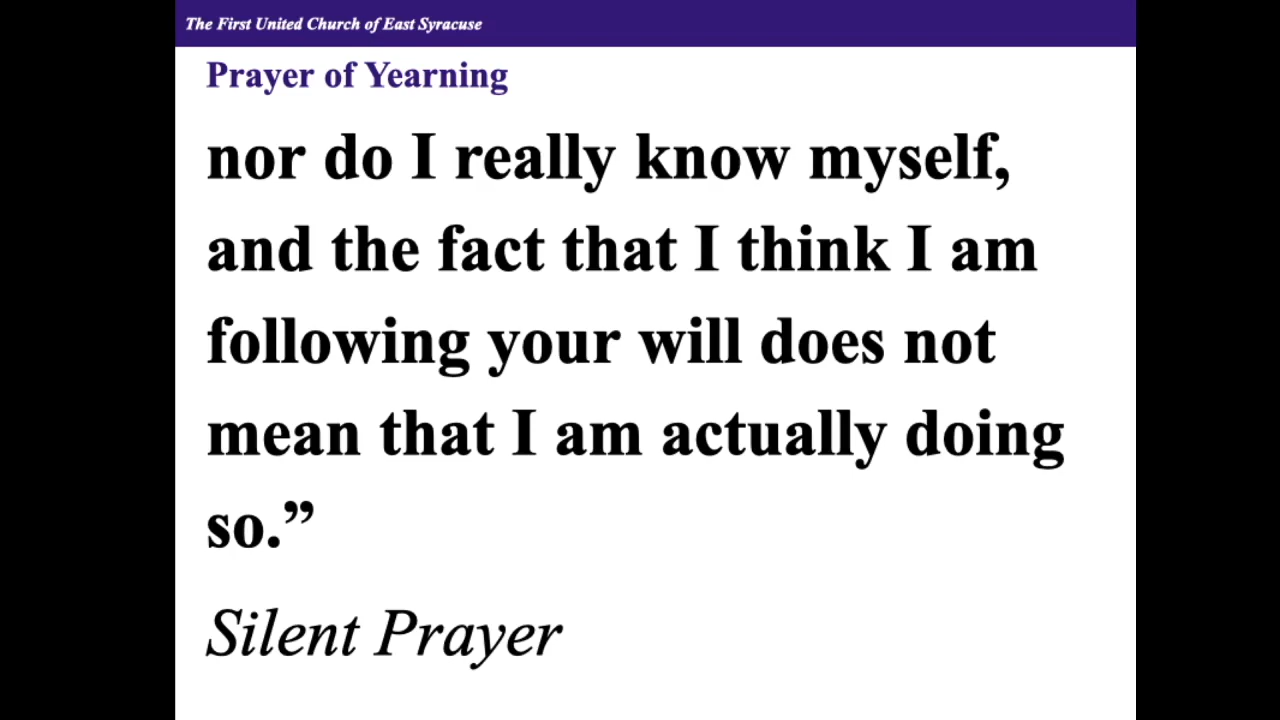 The First United Church of East Syracuse
Prayer of Yearning
nor do I really know myself,
and the fact that I think I am
following your will does not
mean that I am actually doing
so.”
Silent Prayer